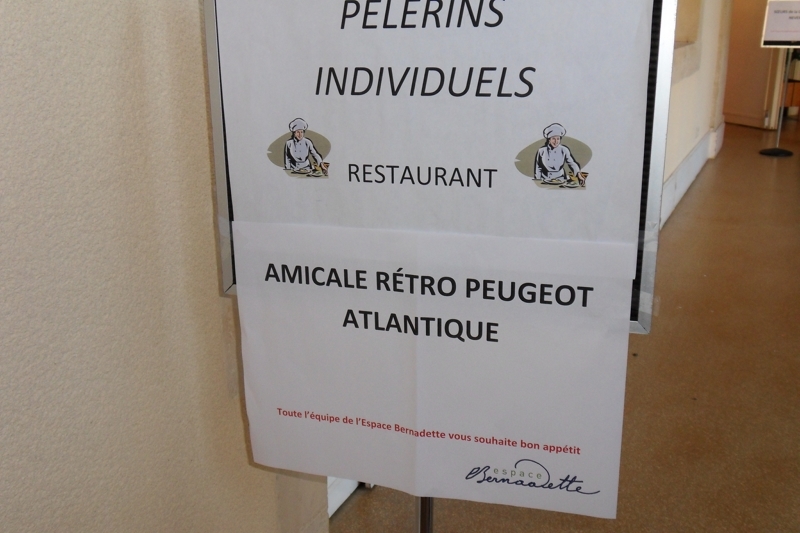 PÈLERINS
INDIVIDUELS
RESTAURANT
AMICALE RÉTRO PEUGEOT
ATLANTIQUE
Toute l'équipe de l'Espace Bernadette vous souhaite bon appétit
espace
Bernadette